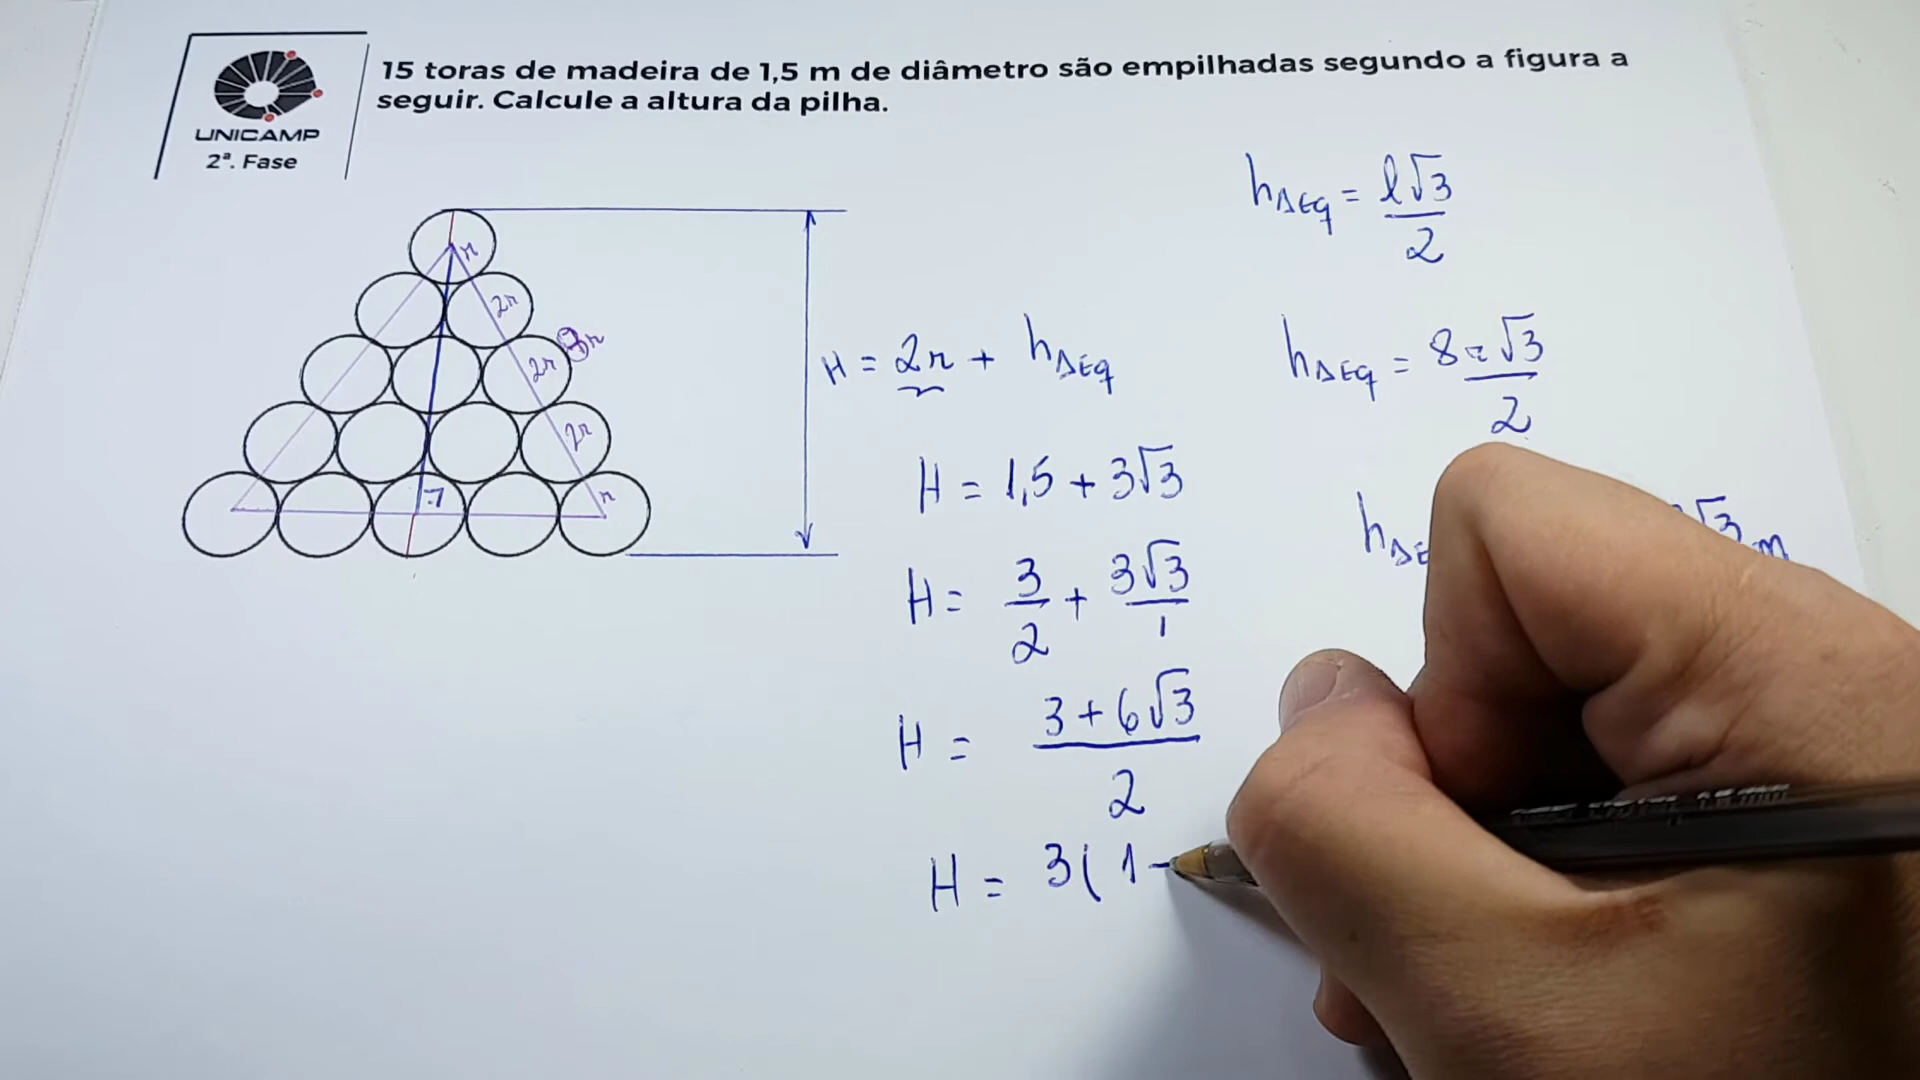 UNICAMP
2ª. Fase
15 toras de madeira de 1,5 m de diâmetro são empilhadas segundo a figura a
seguir. Calcule a altura da pilha.
r
2r
2r
2r
r
H = 2r + hΔEq
H = 1,5 + 3√3
H = 3/2 + 3√3/1
H = 3 + 6√3 / 2
H = 3( 1 -
hΔEq = l√3 / 2
hΔEq = 8r√3 / 2
√3 m